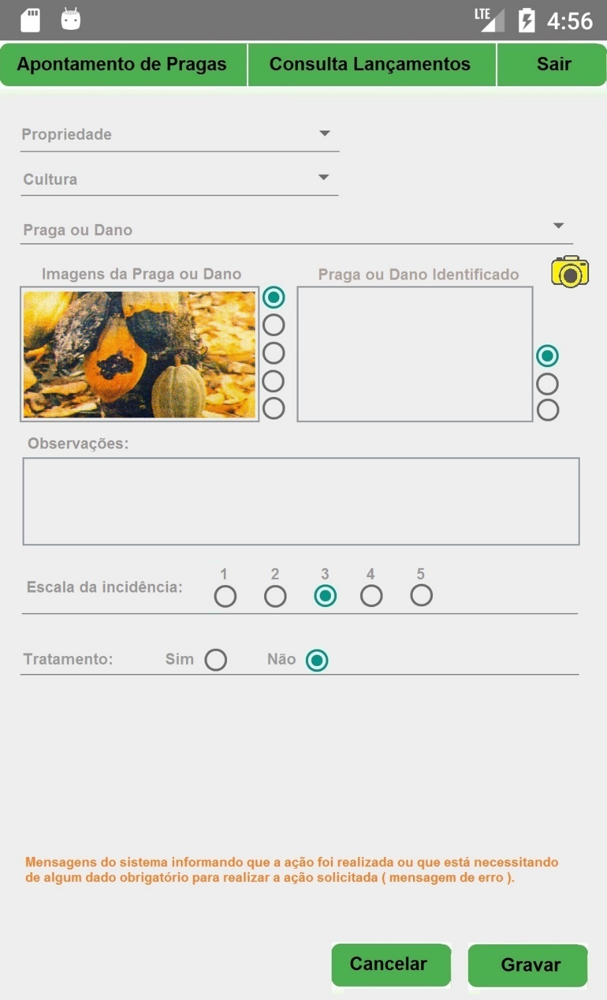 LTE 4:56
Apontamento de Pragas Consulta Lançamentos Sair
Propriedade
Cultura
Praga ou Dano
Imagens da Praga ou Dano Praga ou Dano Identificado
Observações:
1 2 3 4 5
Escala da incidência:
Tratamento: Sim Não
Mensagens do sistema informando que a ação foi realizada ou que está necessitando
de algum dado obrigatório para realizar a ação solicitada ( mensagem de erro ).
Cancelar Gravar